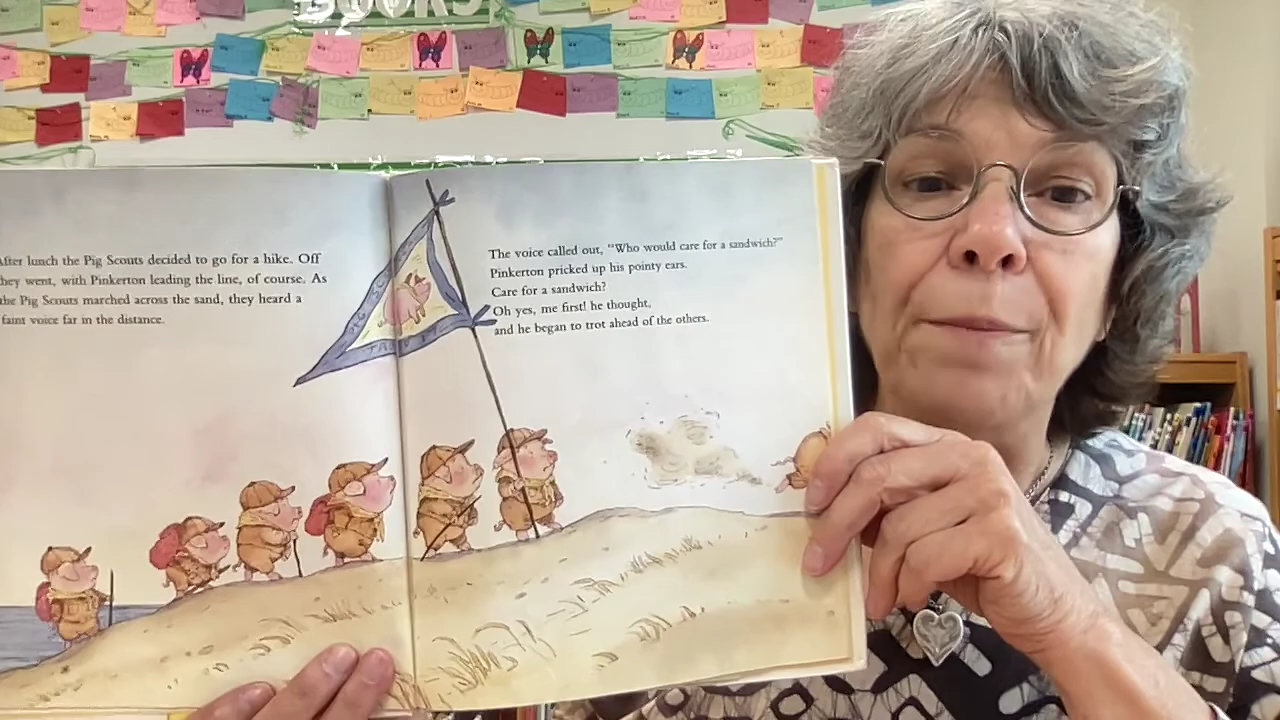 BOOKS
After lunch the Pig Scouts decided to go for a hike. Off
they went, with Pinkerton leading the line, of course. As
the Pig Scouts marched across the sand, they heard a
faint voice far in the distance.
The voice called out, “Who would care for a sandwich?”
Pinkerton pricked up his pointy ears.
Care for a sandwich?
Oh yes, me first! he thought,
and he began to trot ahead of the others.